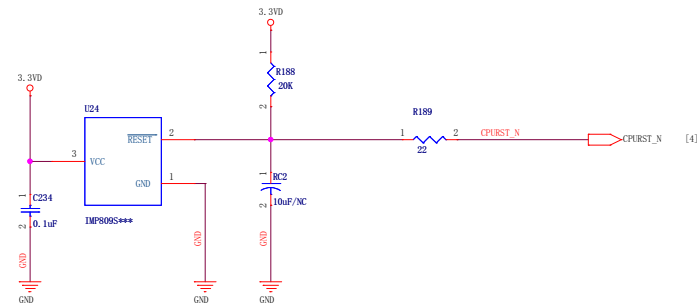 3.3VD
1
R188
20K
2
3.3VD
U24
R189
RESET
2
1
2
CPURST_N
CPURST_N
[4]
22
3
VCC
GND
1
1
RC2
10uF/NC
2
1
C234
0.1uF
2
IMP809S***
GND
GND
GND
GND
GND
GND